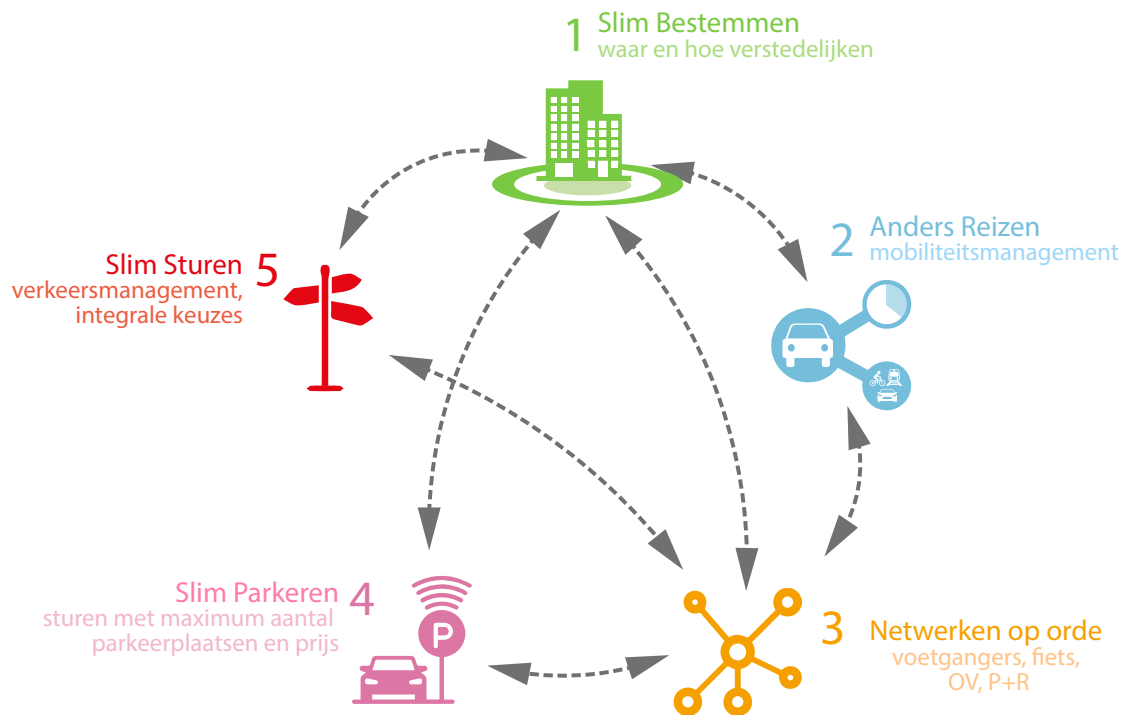 1 Slim Bestemmen
waar en hoe verstedelijken
2 Anders Reizen
mobiliteitsmanagement
Slim Sturen 5
verkeersmanagement,
integrale keuzes
Slim Parkeren 4
sturen met maximum aantal
parkeerplaatsen en prijs
P
3 Netwerken op orde
voetgangers, fiets,
OV, P+R